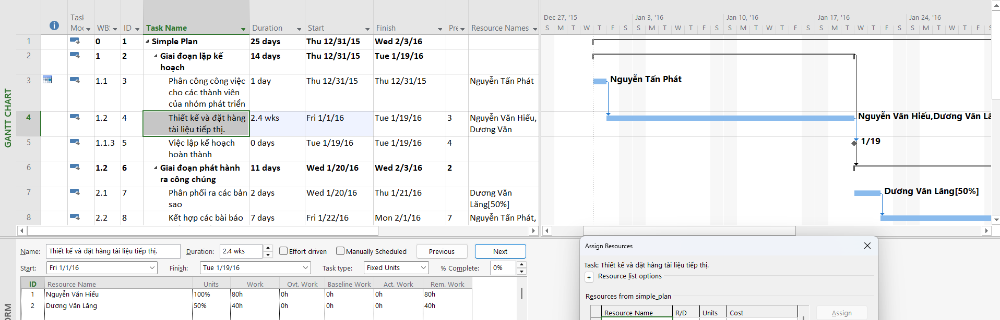 Task Mo WBS ID Task Name Duration Start Finish Pre Resource Names
1 0 1 Simple Plan 25 days Thu 12/31/15 Wed 2/3/16
2 1 2 Giai đoạn lập kế hoạch 14 days Thu 12/31/15 Tue 1/19/16
3 1.1 3 Phân công công việc cho các thành viên của nhóm phát triển 1 day Thu 12/31/15 Thu 12/31/15 Nguyễn Tấn Phát
4 1.2 4 Thiết kế và đặt hàng tài liệu tiếp thị. 2.4 wks Fri 1/1/16 Tue 1/19/16 3 Nguyễn Văn Hiếu, Dương Văn
5 1.1.3 5 Việc lập kế hoạch hoàn thành 0 days Tue 1/19/16 Tue 1/19/16 4
6 1.2 6 Giai đoạn phát hành ra công chúng 11 days Wed 1/20/16 Wed 2/3/16 2
7 2.1 7 Phân phối ra các bản sao 2 days Wed 1/20/16 Thu 1/21/16 Dương Văn Lăng[50%]
8 2.2 8 Kết hợp các bài báo 7 days Fri 1/22/16 Mon 2/1/16 7 Nguyễn Tấn Phát,
GANTT CHART
Dec 27, '15 Jan 3, '16 Jan 10, '16 Jan 17, '16 Jan 24, '16
S M T W T F S S M T W T F S S M T W T F S S M T W T F S S M T W T F S
Nguyễn Tấn Phát
Nguyễn Văn Hiếu,Dương Văn Lă
1/19
Dương Văn Lăng[50%]
Name: Thiết kế và đặt hàng tài liệu tiếp thị. Duration: 2.4 wks Effort driven Manually Scheduled Previous Next
Start: Fri 1/1/16 Finish: Tue 1/19/16 Task type: Fixed Units % Complete: 0%
ID Resource Name Units Work Ovt. Work Baseline Work Act. Work Rem. Work
1 Nguyễn Văn Hiếu 100% 80h 0h 0h 0h 80h
2 Dương Văn Lăng 50% 40h 0h 0h 0h 40h
ORM
Assign Resources
Task: Thiết kế và đặt hàng tài liệu tiếp thị.
+ Resource list options
Resources from simple_plan
Resource Name R/D Units Cost Assign